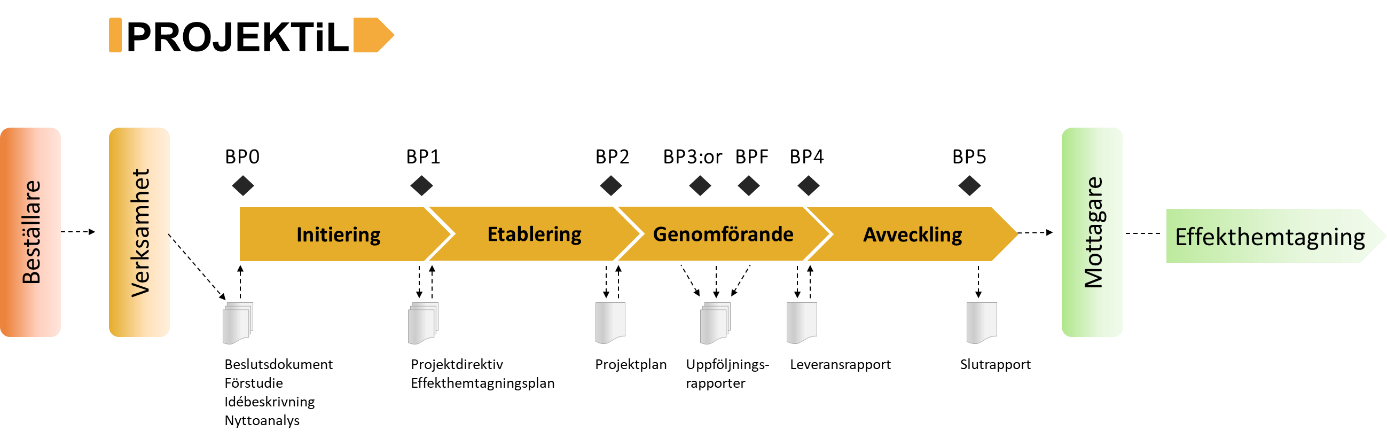 PROJEKTiL
Beställare
Verksamhet
BP0
BP1
BP2
BP3:or
BPF
BP4
BP5
Initiering
Etablering
Genomförande
Avveckling
Mottagare
Effekthemtagning
Beslutsdokument
Förstudie
Idébeskrivning
Nyttoanalys
Projektdirektiv
Effekthemtagningsplan
Projektplan
Uppföljnings-
rapporter
Leveransrapport
Slutrapport